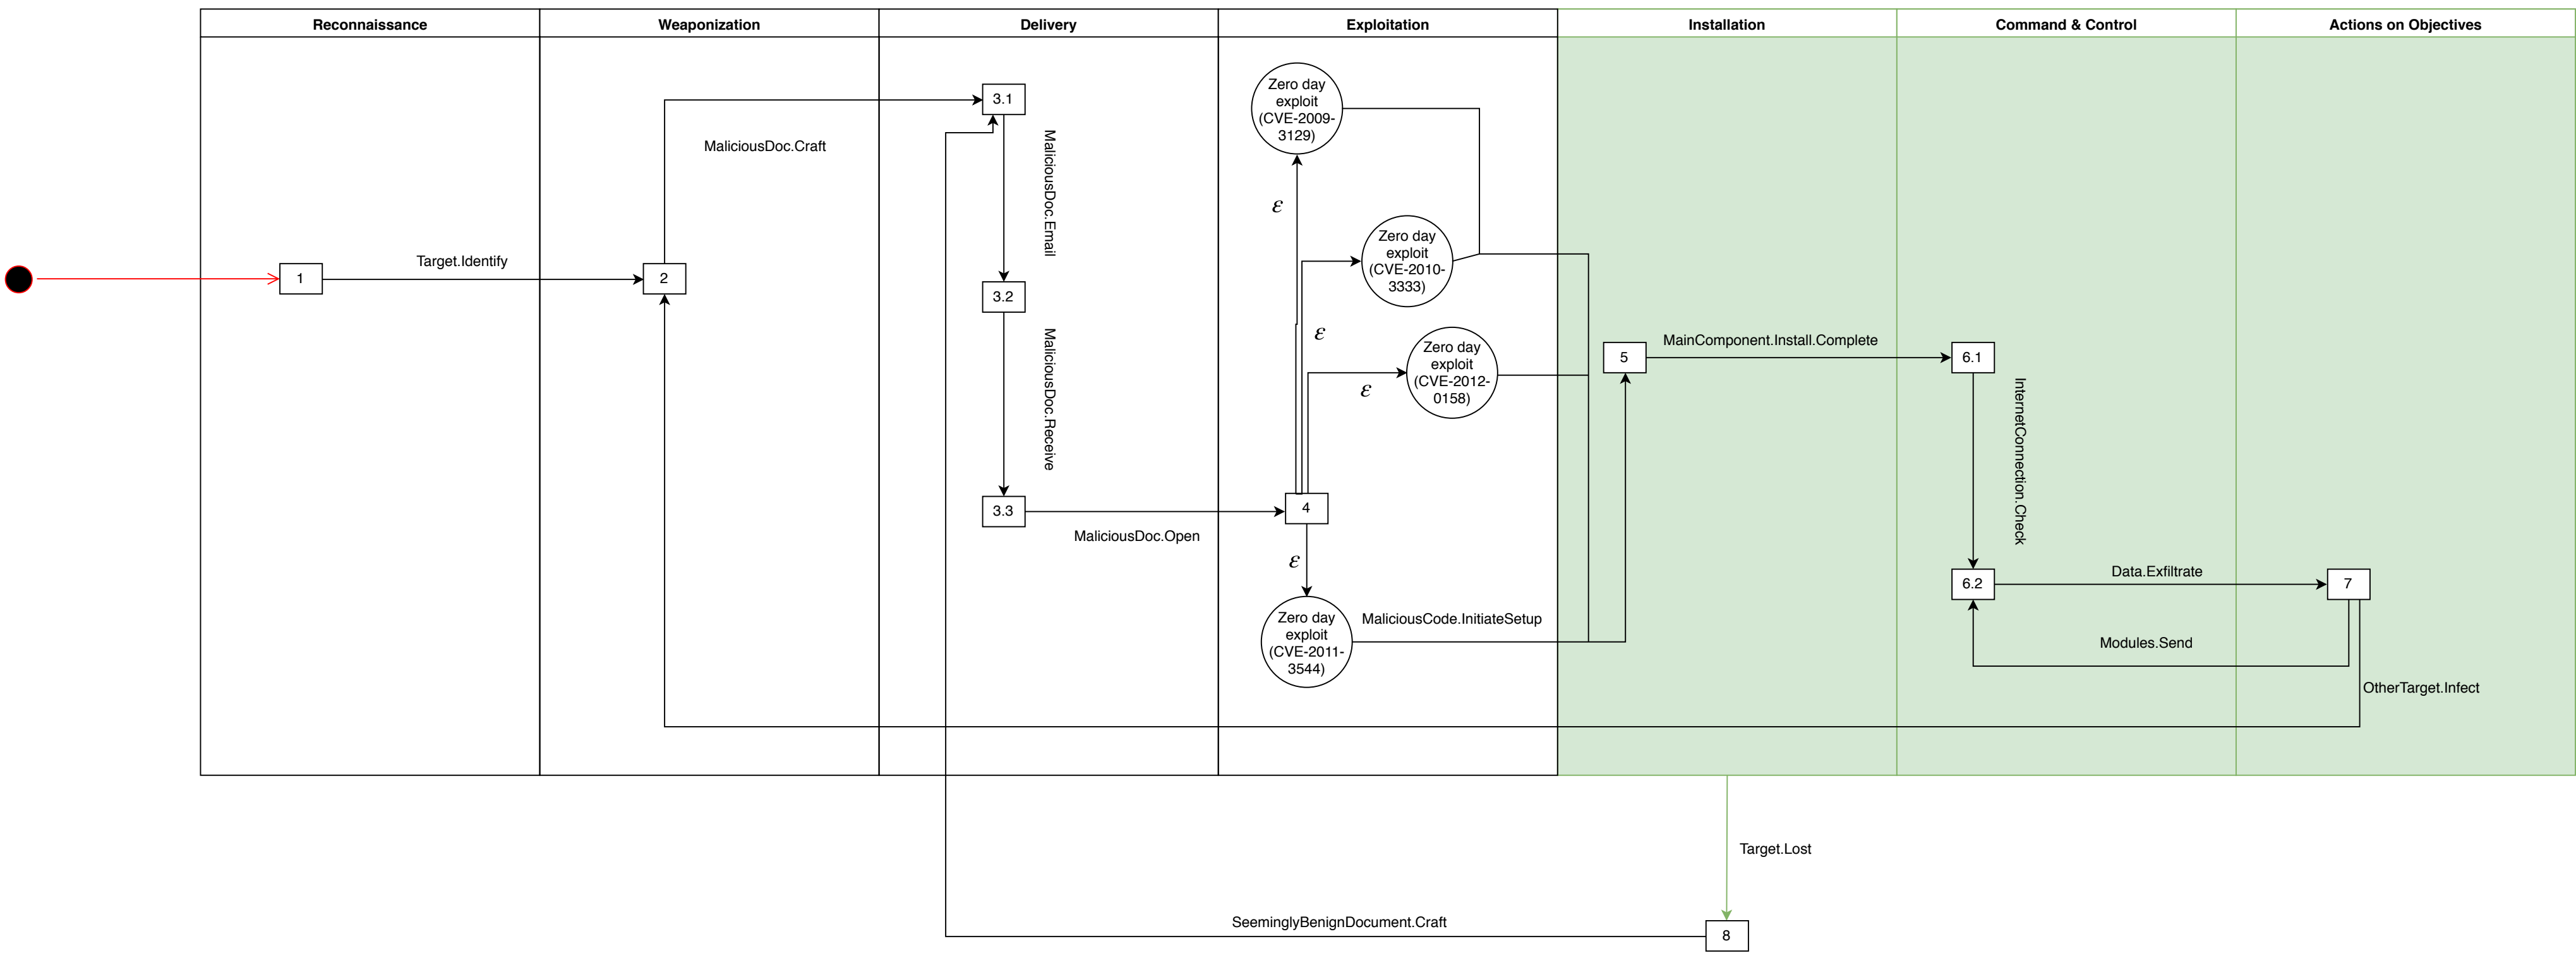 Reconnaissance
Weaponization
Delivery
Exploitation
Installation
Command & Control
Actions on Objectives
1
Target.Identify
2
MaliciousDoc.Craft
3.1
MaliciousDoc.Email
3.2
MaliciousDoc.Receive
3.3
MaliciousDoc.Open
4
ε
Zero day
exploit
(CVE-2009-
3129)
ε
Zero day
exploit
(CVE-2010-
3333)
ε
Zero day
exploit
(CVE-2012-
0158)
ε
Zero day
exploit
(CVE-2011-
3544)
MaliciousCode.InitiateSetup
5
MainComponent.Install.Complete
6.1
InternetConnection.Check
6.2
Data.Exfiltrate
7
Modules.Send
OtherTarget.Infect
Target.Lost
SeeminglyBenignDocument.Craft
8